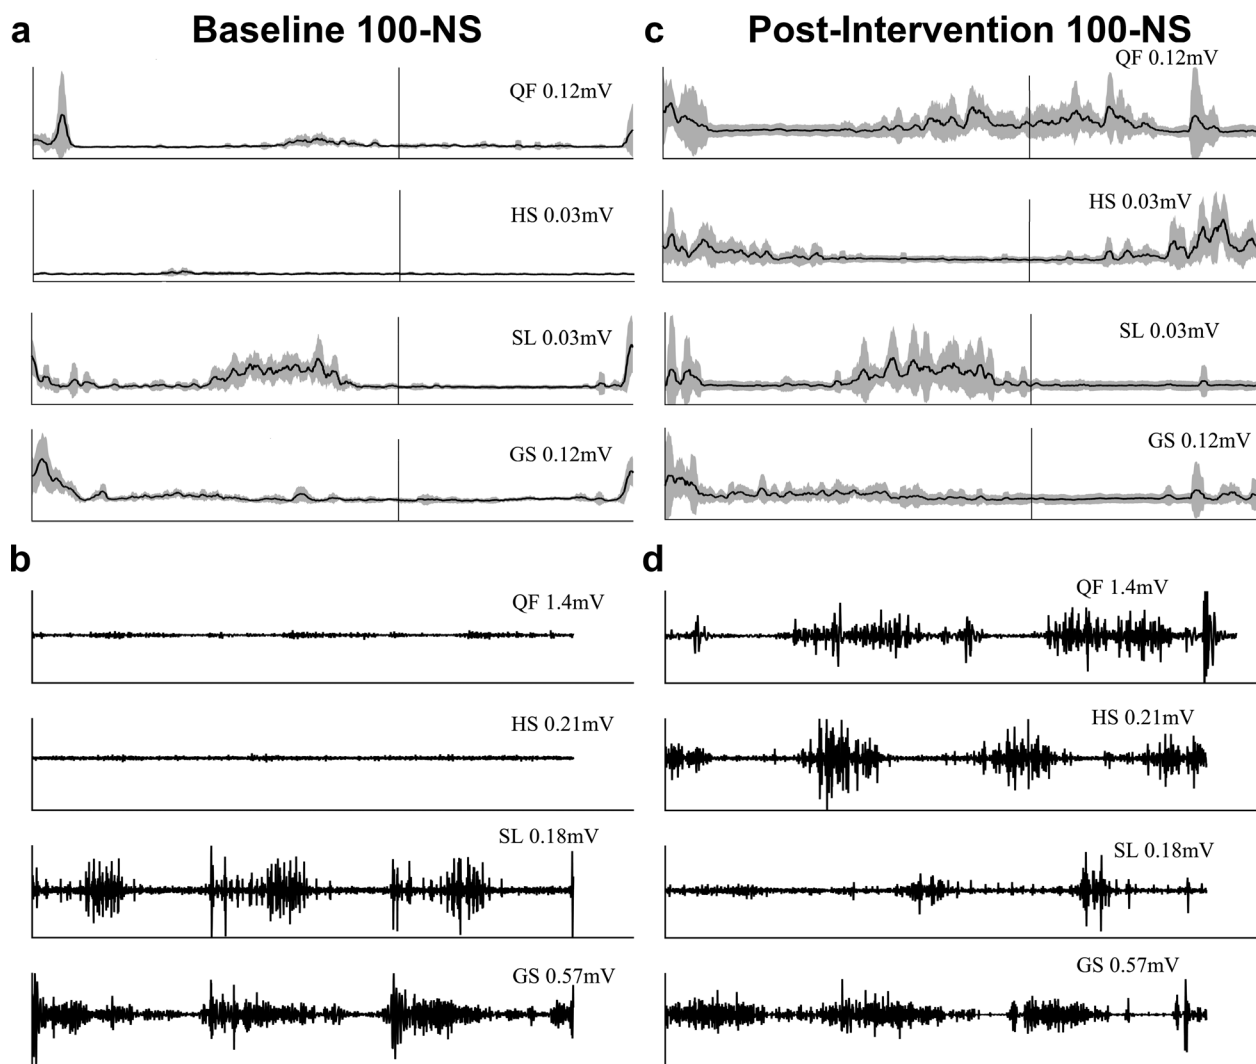 a
Baseline 100-NS
QF 0.12mV
HS 0.03mV
SL 0.03mV
GS 0.12mV
b
QF 1.4mV
HS 0.21mV
SL 0.18mV
GS 0.57mV
c
Post-Intervention 100-NS
QF 0.12mV
HS 0.03mV
SL 0.03mV
GS 0.12mV
d
QF 1.4mV
HS 0.21mV
SL 0.18mV
GS 0.57mV